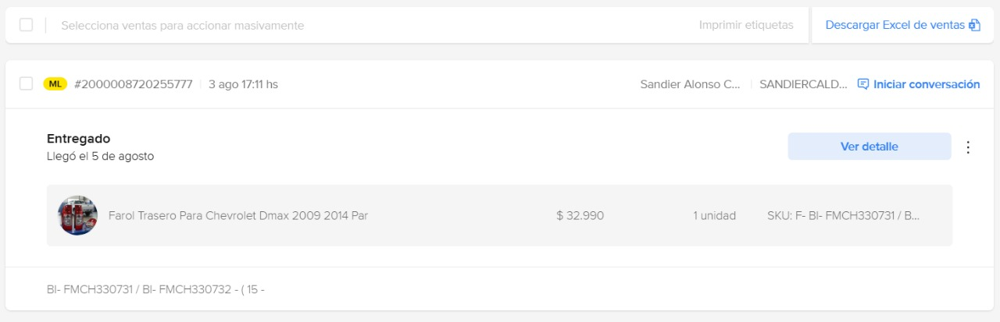 Selecciona ventas para accionar masivamente Imprimir etiquetas Descargar Excel de ventas
ML #2000008720255777 3 ago 17:11 hs Sandier Alonso C... SANDIERCALD... Iniciar conversación
Entregado
Llegó el 5 de agosto
Ver detalle
Farol Trasero Para Chevrolet Dmax 2009 2014 Par $ 32.990 1 unidad SKU: F- BI- FMCH330731 / B...
BI- FMCH330731 / BI- FMCH330732 - ( 15 -